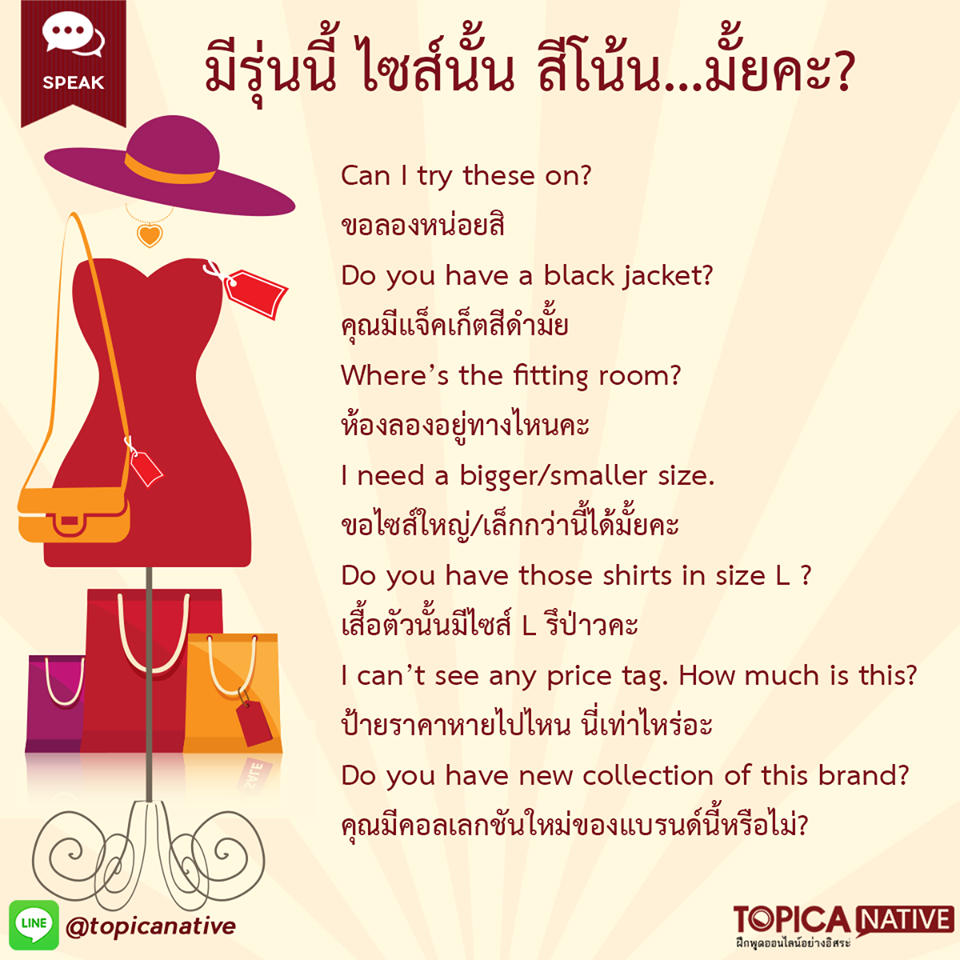 SPEAK
มีรุ่นนี้ ไซส์นั้น สีโน้น...มั้ยคะ?
Can I try these on?
ขอลองหน่อยสิ
Do you have a black jacket?
คุณมีแจ็คเก็ตสีดำมั้ย
Where's the fitting room?
ห้องลองอยู่ทางไหนคะ
I need a bigger/smaller size.
ขอไซส์ใหญ่/เล็กกว่านี้ได้มั้ยคะ
Do you have those shirts in size L ?
เสื้อตัวนั้นมีไซส์ L รึป่าวคะ
I can't see any price tag. How much is this?
ป้ายราคาหายไปไหน นี่เท่าไหร่อะ
Do you have new collection of this brand?
คุณมีคอลเลกชันใหม่ของแบรนด์นี้หรือไม่?
SALE
LINE @topicanative
TOPICA NATIVE
ฝึกพูดออนไลน์อย่างอิสระ